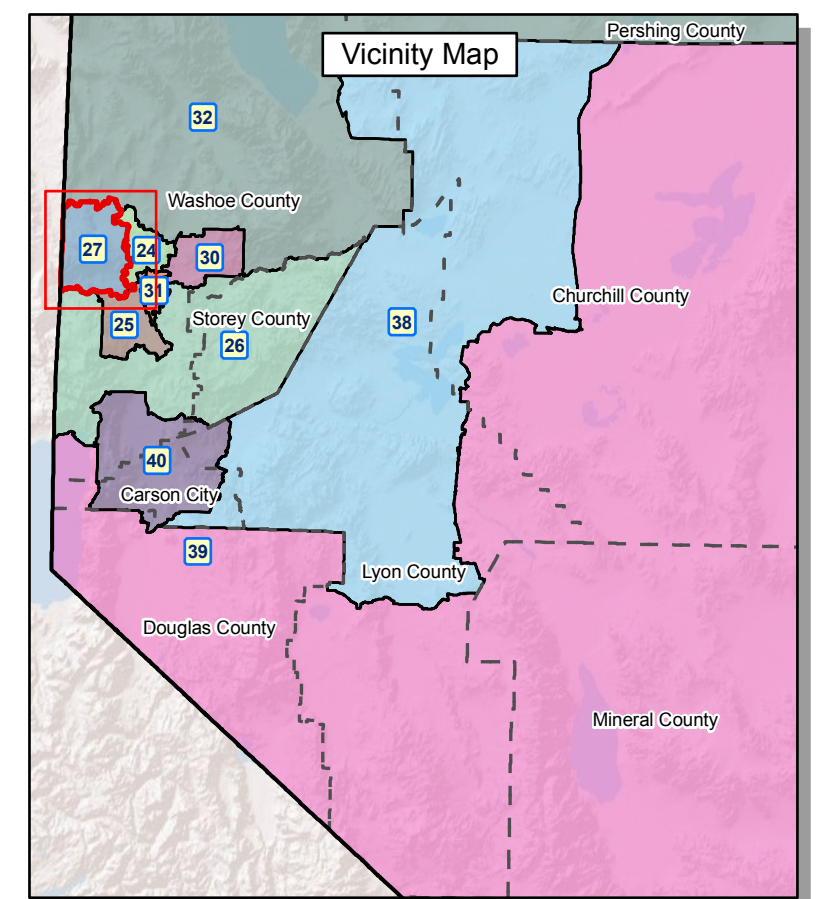 Pershing County
Vicinity Map
32
Washoe County
27
24
30
31
Churchill County
25
Storey County
38
26
40
Carson City
39
Lyon County
Douglas County
Mineral County